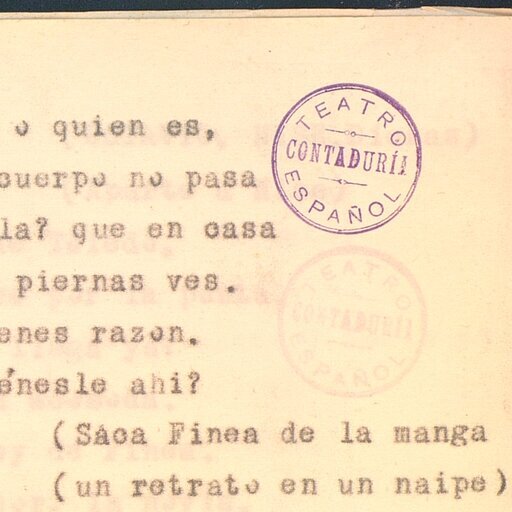 o quien es,
TEATRO
CONTADURÍA
ESPAÑOL
cuerpo no pasa
la? que en casa
piernas ves.
enes razon.
énesle ahi?
TEATRO
CONTADURÍA
ESPAÑOL
(Sáca Finea de la manga
(un retrato en un naipe)